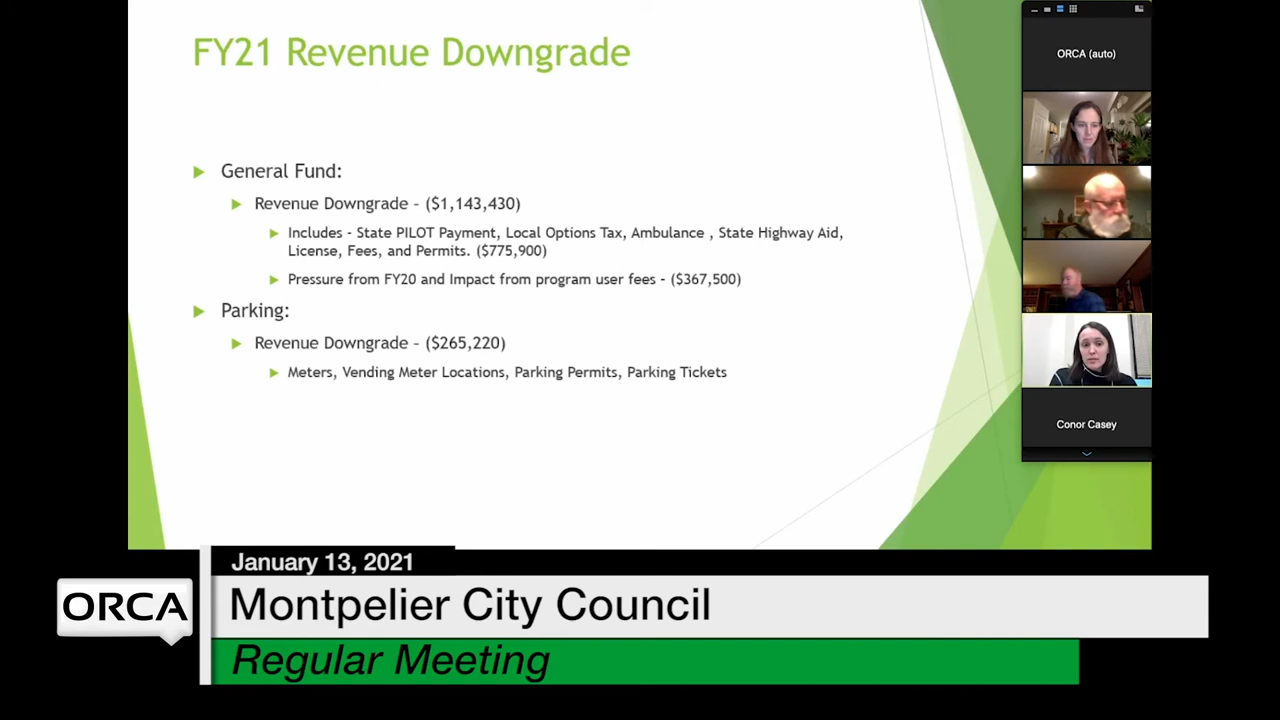 FY21 Revenue Downgrade
General Fund:
Revenue Downgrade – ($1,143,430)
Includes - State PILOT Payment, Local Options Tax, Ambulance , State Highway Aid,
License, Fees, and Permits. ($775,900)
Pressure from FY20 and Impact from program user fees – ($367,500)
Parking:
Revenue Downgrade – ($265,220)
Meters, Vending Meter Locations, Parking Permits, Parking Tickets
ORCA (auto)
Conor Casey
January 13, 2021
ORCA
Montpelier City Council
Regular Meeting